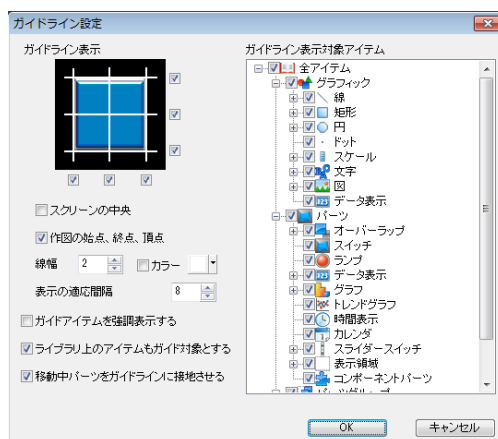 ガイドライン設定
ガイドライン表示
スクリーンの中央
作図の始点、終点、頂点
線幅 2 カラー
表示の適応間隔 8
ガイドアイテムを強調表示する
ライブラリ上のアイテムもガイド対象とする
移動中パーツをガイドラインに接地させる
ガイドライン表示対象アイテム
全アイテム
グラフィック
線
矩形
円
ドット
スケール
文字
図
データ表示
パーツ
オーバーラップ
スイッチ
ランプ
データ表示
グラフ
トレンドグラフ
時間表示
カレンダ
スライダースイッチ
表示領域
コンポーネントパーツ
OK キャンセル